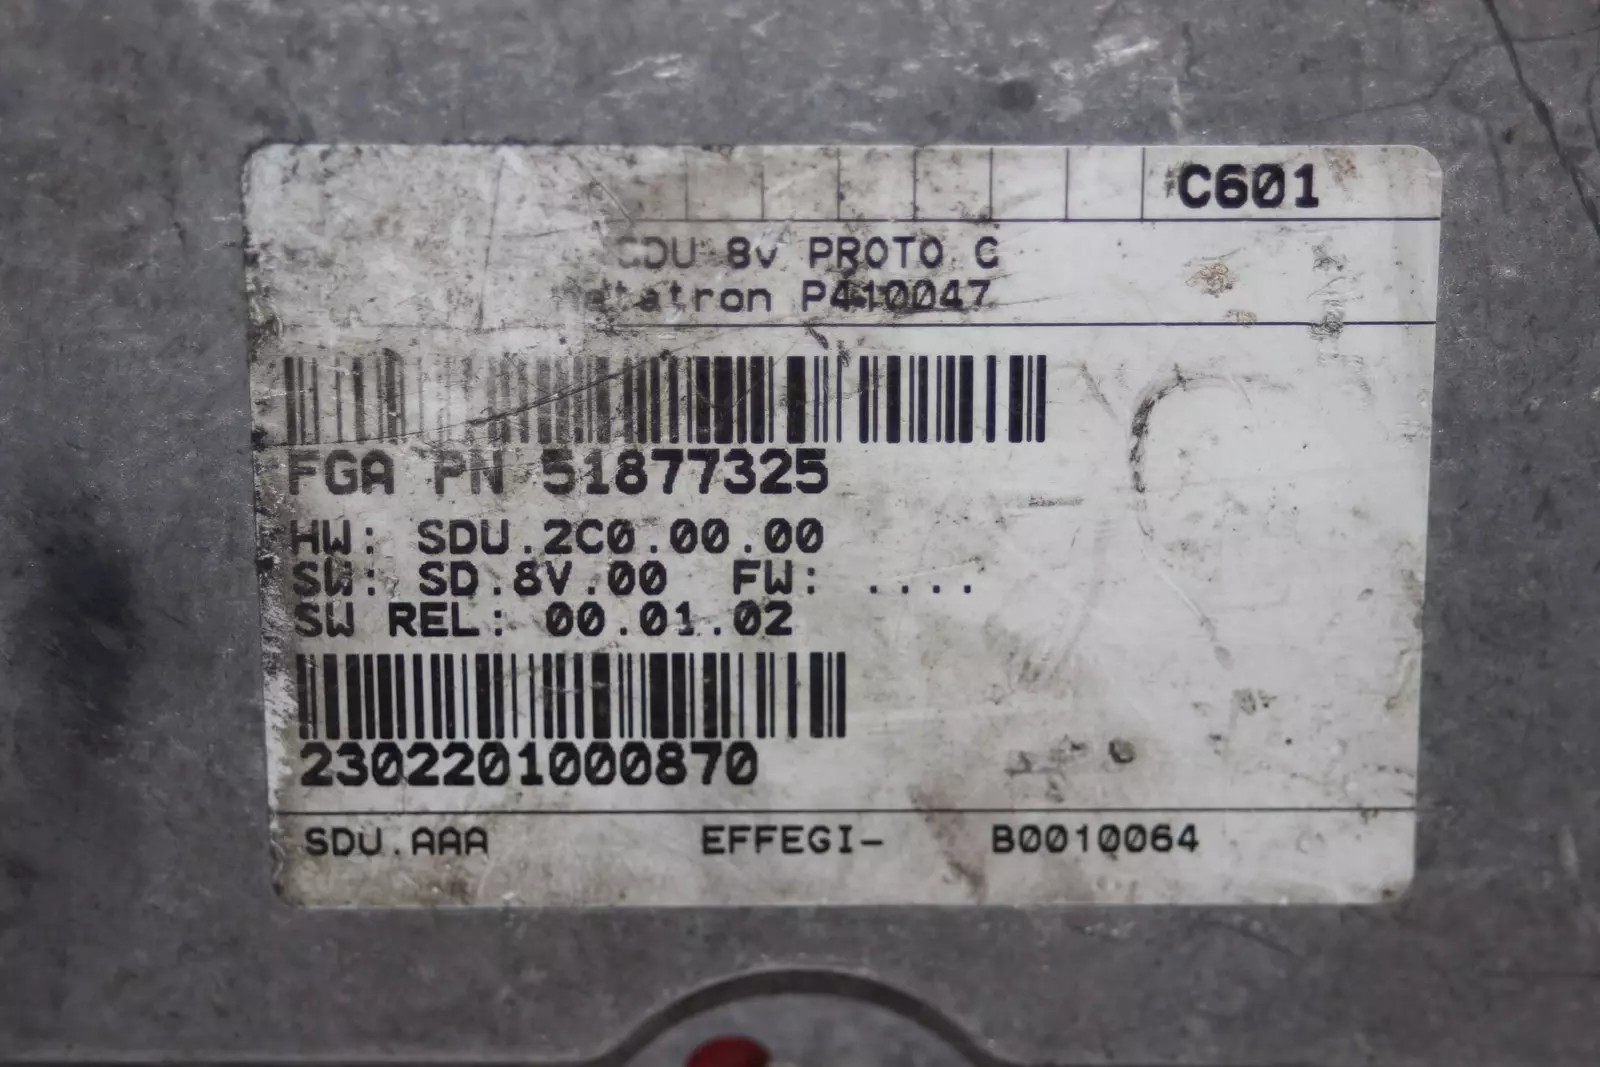 C601
SDU 8v PROTO C
Metatron P410047
FGA PN 51877325
HW: SDU.2C0.00.00
SW: SD.8V.00 FW: ....
SW REL: 00.01.02
2302201000870
SDU.AAA EFFEGI- B0010064